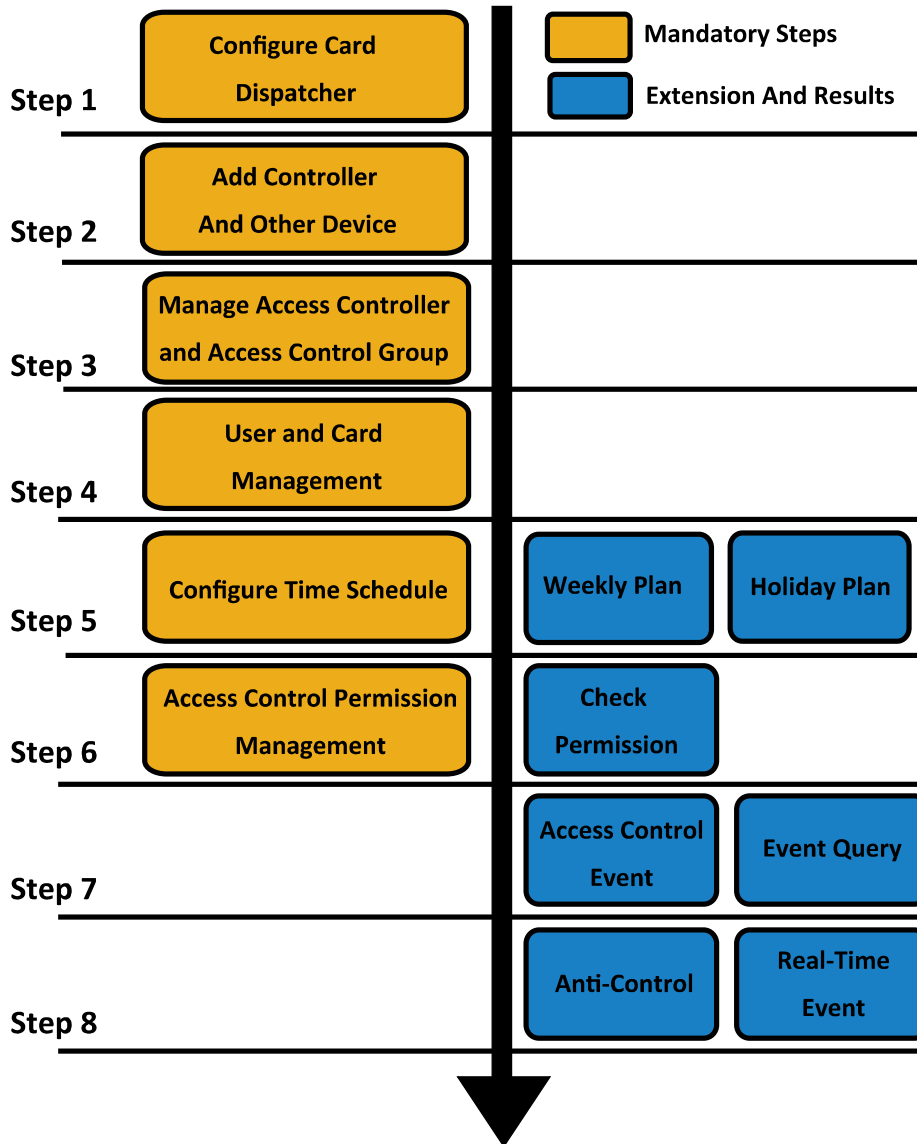 Configure Card
Dispatcher
Step 1
Mandatory Steps
Extension And Results
Add Controller
And Other Device
Step 2
Manage Access Controller
and Access Control Group
Step 3
User and Card
Management
Step 4
Configure Time Schedule
Step 5
Weekly Plan
Holiday Plan
Access Control Permission
Management
Step 6
Check
Permission
Step 7
Access Control
Event
Event Query
Step 8
Anti-Control
Real-Time
Event